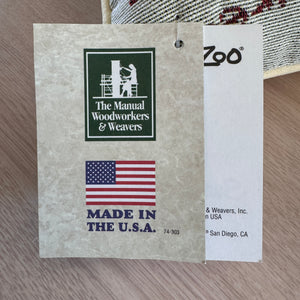 Zoo®
The Manual
Woodworkers
& Weavers
MADE IN
THE U.S.A.
74-303
& Weavers, Inc.
n USA
® San Diego, CA